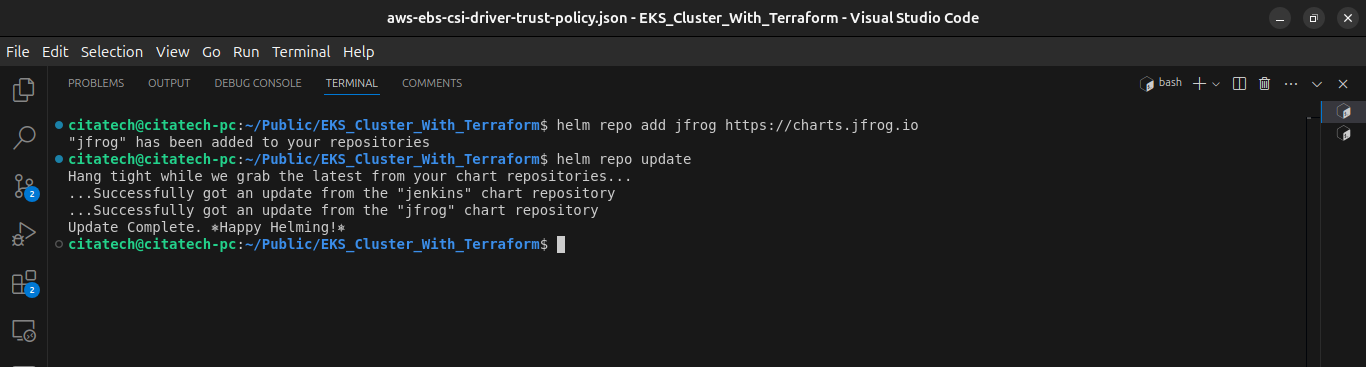 aws-ebs-csi-driver-trust-policy.json - EKS_Cluster_With_Terraform - Visual Studio Code
File Edit Selection View Go Run Terminal Help
PROBLEMS OUTPUT DEBUG CONSOLE TERMINAL COMMENTS bash
citatech@citatech-pc:~/Public/EKS_Cluster_With_Terraform$ helm repo add jfrog https://charts.jfrog.io
"jfrog" has been added to your repositories
citatech@citatech-pc:~/Public/EKS_Cluster_With_Terraform$ helm repo update
Hang tight while we grab the latest from your chart repositories...
...Successfully got an update from the "jenkins" chart repository
...Successfully got an update from the "jfrog" chart repository
Update Complete. ⎈Happy Helming!⎈
citatech@citatech-pc:~/Public/EKS_Cluster_With_Terraform$
2
2